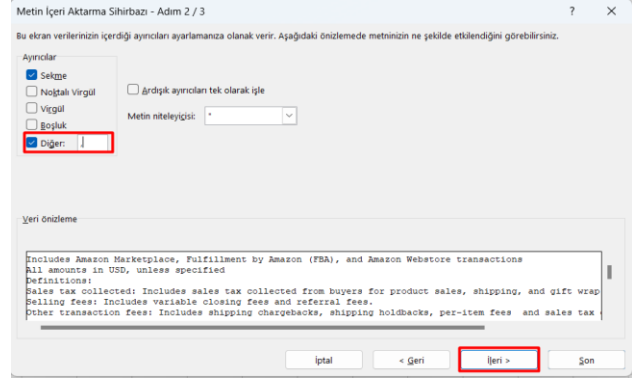 Metin İçeri Aktarma Sihirbazı - Adım 2 / 3
Bu ekran verilerinizin içerdiği ayırıcıları ayarlamanıza olanak verir. Aşağıdaki önizlemede metninizin ne şekilde etkilendiğini görebilirsiniz.
Ayırıcılar
Sekme
Noktalı Virgül
Virgül
Boşluk
Diğer:
Ardışık ayırıcıları tek olarak işle
Metin niteleyicisi: "
Veri önizleme
Includes Amazon Marketplace, Fulfillment by Amazon (FBA), and Amazon Webstore transactions
All amounts in USD, unless specified
Definitions:
Sales tax collected: Includes sales tax collected from buyers for product sales, shipping, and gift wrap
Selling fees: Includes variable closing fees and referral fees.
Other transaction fees: Includes shipping chargebacks, shipping holdbacks, per-item fees and sales tax
İptal
< Geri
İleri >
Son